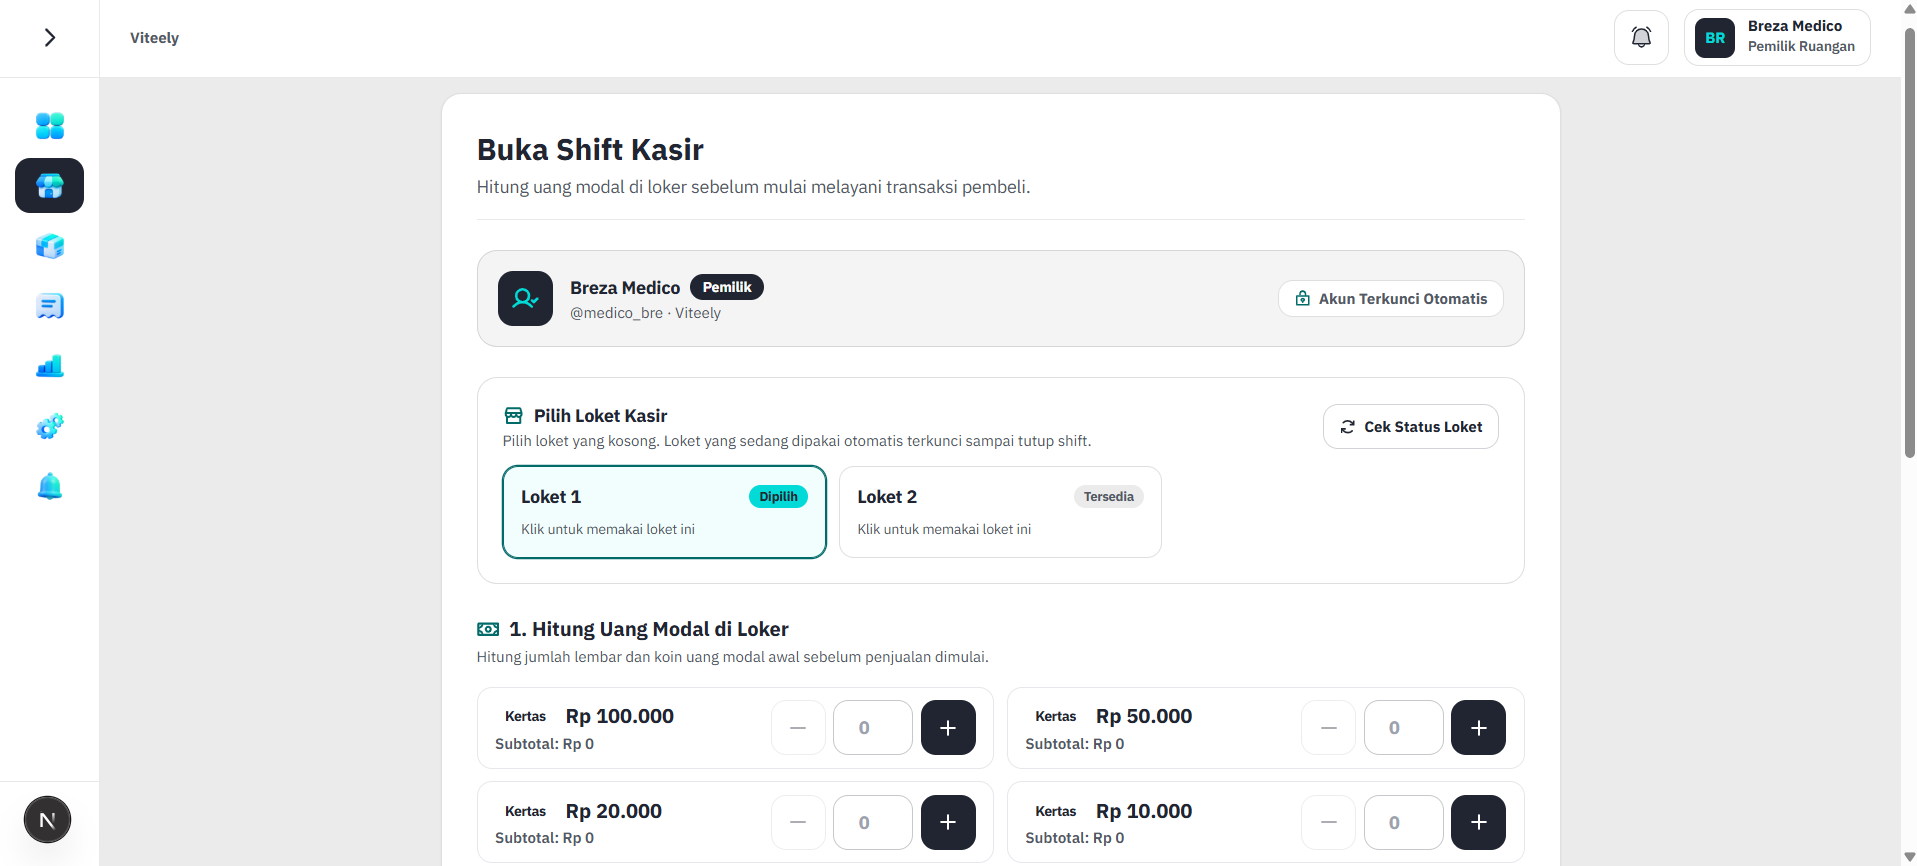 Viteely
BR
Breza Medico
Pemilik Ruangan
Buka Shift Kasir
Hitung uang modal di loker sebelum mulai melayani transaksi pembeli.
Breza Medico Pemilik
@medico_bre · Viteely
Akun Terkunci Otomatis
Pilih Loket Kasir
Pilih loket yang kosong. Loket yang sedang dipakai otomatis terkunci sampai tutup shift.
Cek Status Loket
Loket 1 Dipilih
Klik untuk memakai loket ini
Loket 2 Tersedia
Klik untuk memakai loket ini
1. Hitung Uang Modal di Loker
Hitung jumlah lembar dan koin uang modal awal sebelum penjualan dimulai.
Kertas Rp 100.000
Subtotal: Rp 0
— 0 +
Kertas Rp 50.000
Subtotal: Rp 0
— 0 +
Kertas Rp 20.000
Subtotal: Rp 0
— 0 +
Kertas Rp 10.000
Subtotal: Rp 0
— 0 +
N